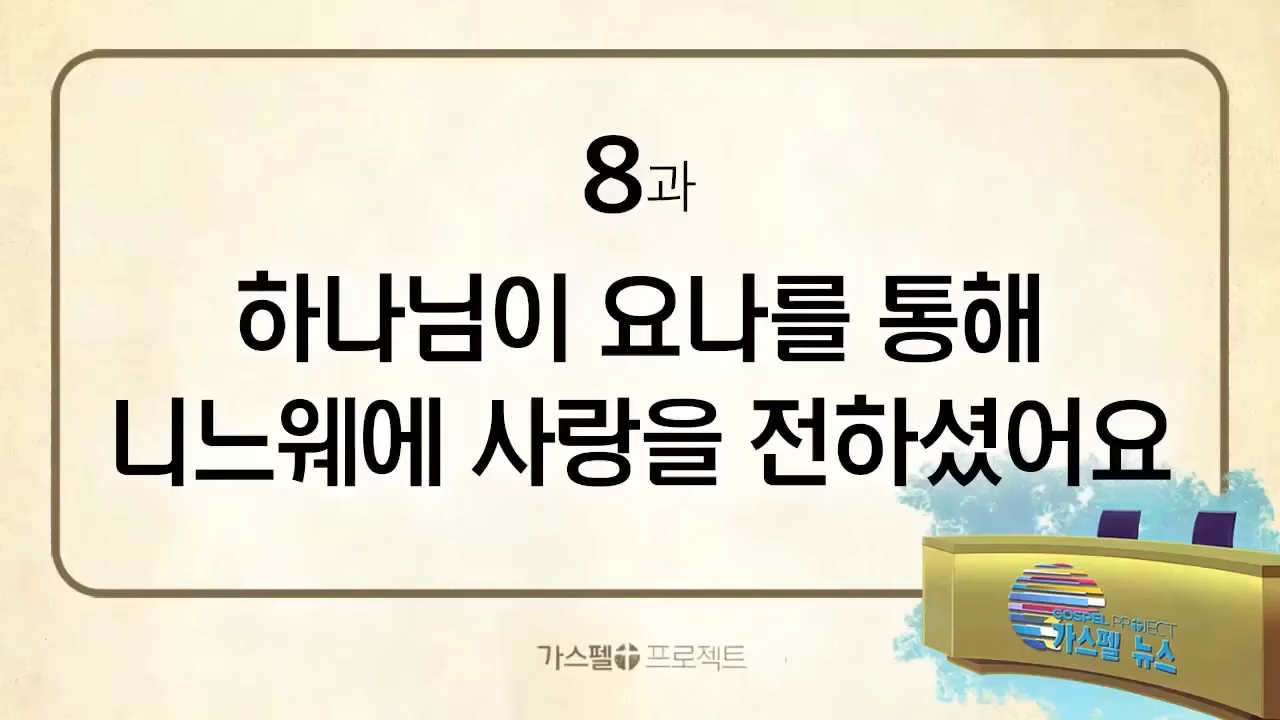 8과
하나님이 요나를 통해
니느웨에 사랑을 전하셨어요
GOSPEL PROJECT
가스펠 뉴스
가스펠 프로젝트